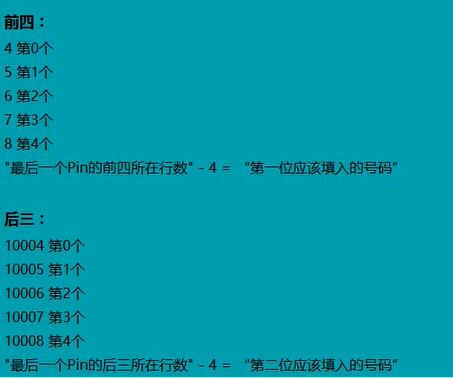 前四：
4 第0个
5 第1个
6 第2个
7 第3个
8 第4个
"最后一个Pin的前四所在行数" - 4 = “第一位应该填入的号码”
后三：
10004 第0个
10005 第1个
10006 第2个
10007 第3个
10008 第4个
"最后一个Pin的后三所在行数" - 4 = “第二位应该填入的号码”